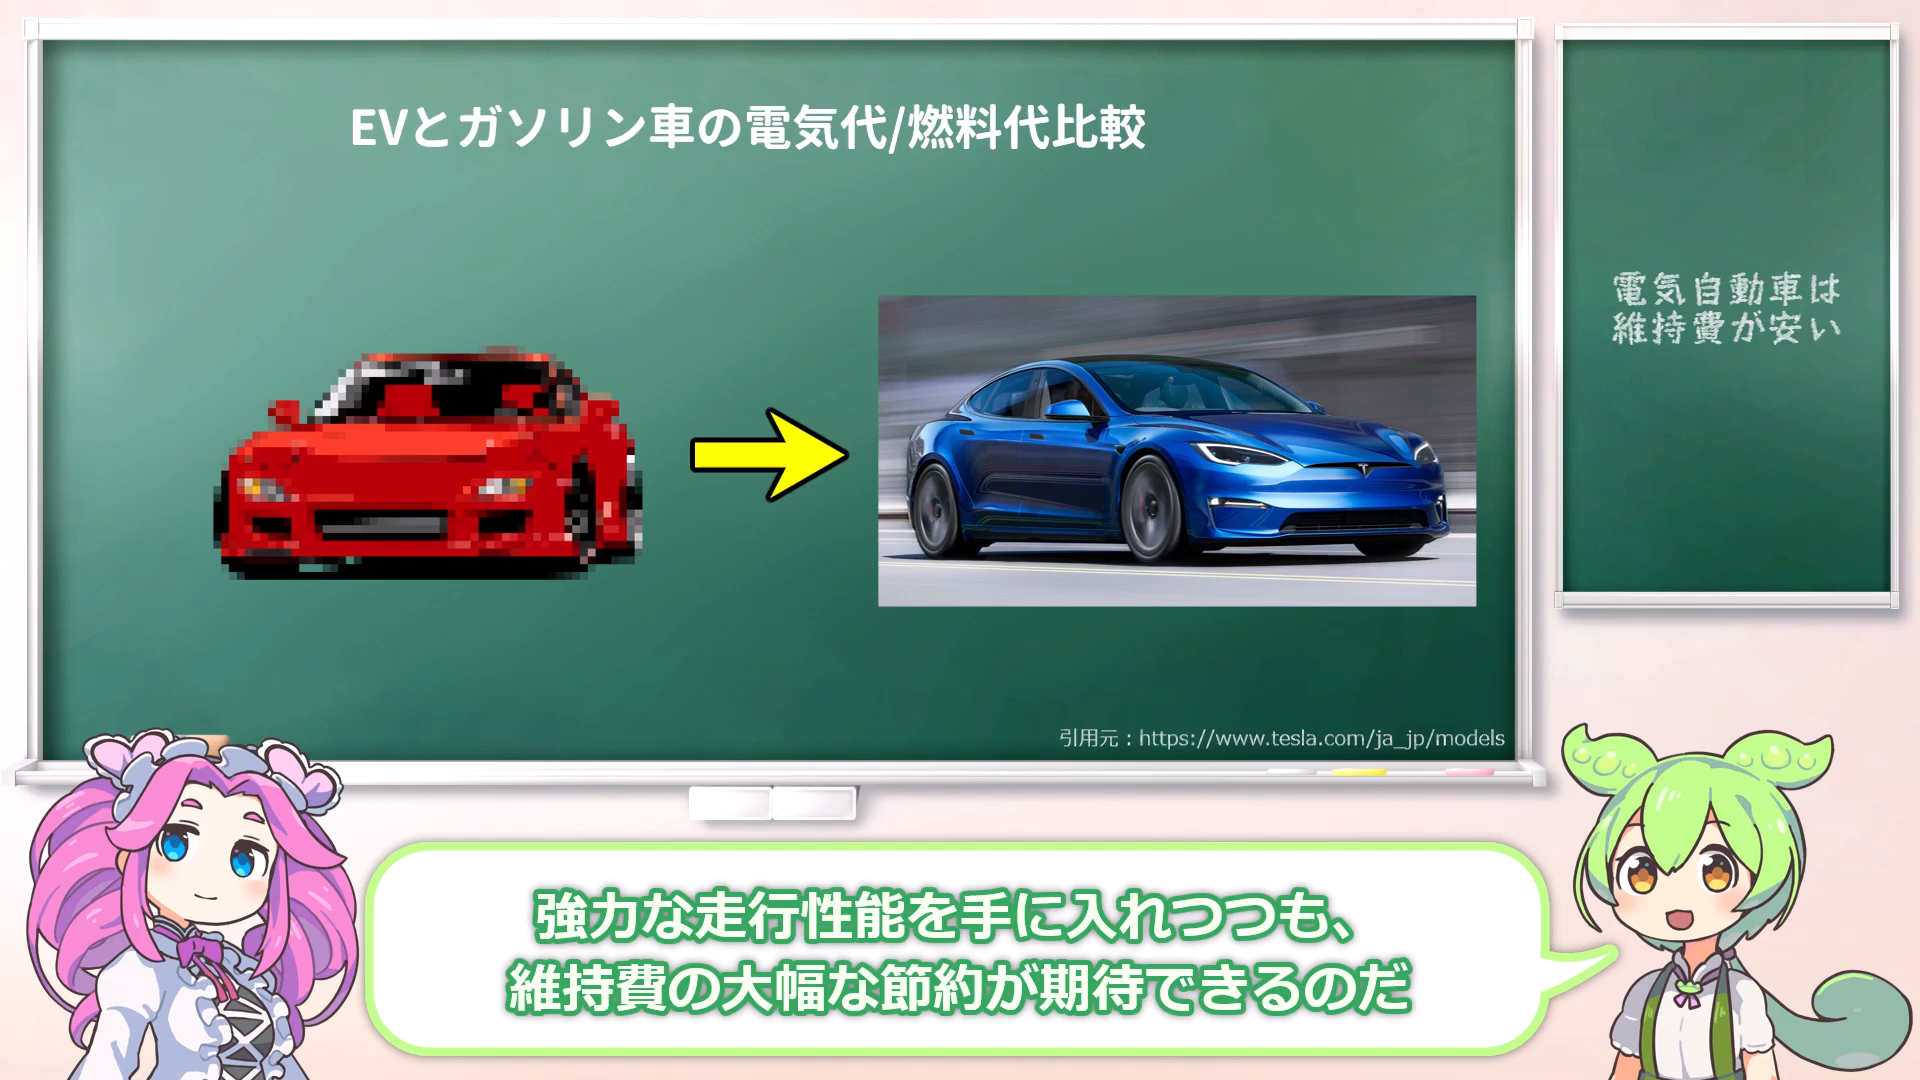 EVとガソリン車の電気代/燃料代比較
電気自動車は
維持費が安い
引用元：https://www.tesla.com/ja_jp/models
強力な走行性能を手に入れつつも、
維持費の大幅な節約が期待できるのだ